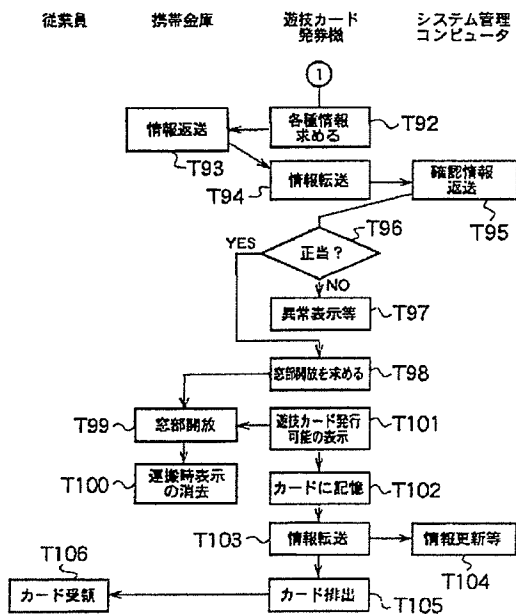 従業員
携帯金庫
遊技カード
発券機
システム管理
コンピュータ
1
各種情報
求める
T92
情報返送
T93
情報転送
T94
確認情報
返送
T95
正当?
T96
YES
NO
異常表示等
T97
窓部開放を求める
T98
窓部開放
T99
遊技カード発行
可能の表示
T101
運搬時表示
の消去
T100
カードに記憶
T102
情報転送
T103
情報更新等
T104
カード排出
T105
カード受領
T106